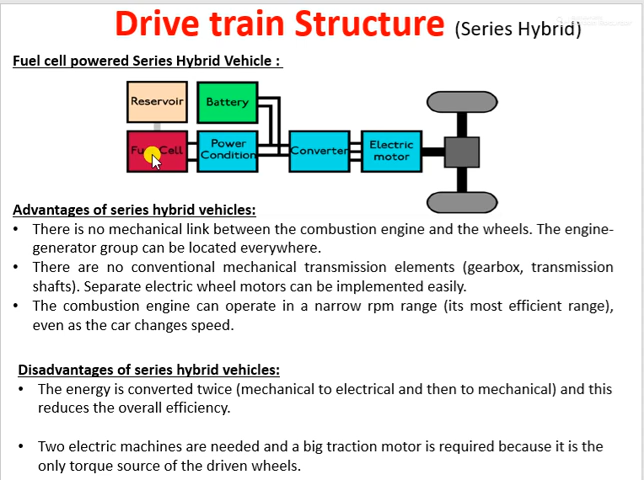 Drive train Structure (Series Hybrid)
Fuel cell powered Series Hybrid Vehicle :
Reservoir
Battery
Fu Cell
Power
Condition
Converter
Electric
motor
Advantages of series hybrid vehicles:
• There is no mechanical link between the combustion engine and the wheels. The engine-
generator group can be located everywhere.
• There are no conventional mechanical transmission elements (gearbox, transmission
shafts). Separate electric wheel motors can be implemented easily.
• The combustion engine can operate in a narrow rpm range (its most efficient range),
even as the car changes speed.
Disadvantages of series hybrid vehicles:
• The energy is converted twice (mechanical to electrical and then to mechanical) and this
reduces the overall efficiency.
• Two electric machines are needed and a big traction motor is required because it is the
only torque source of the driven wheels.